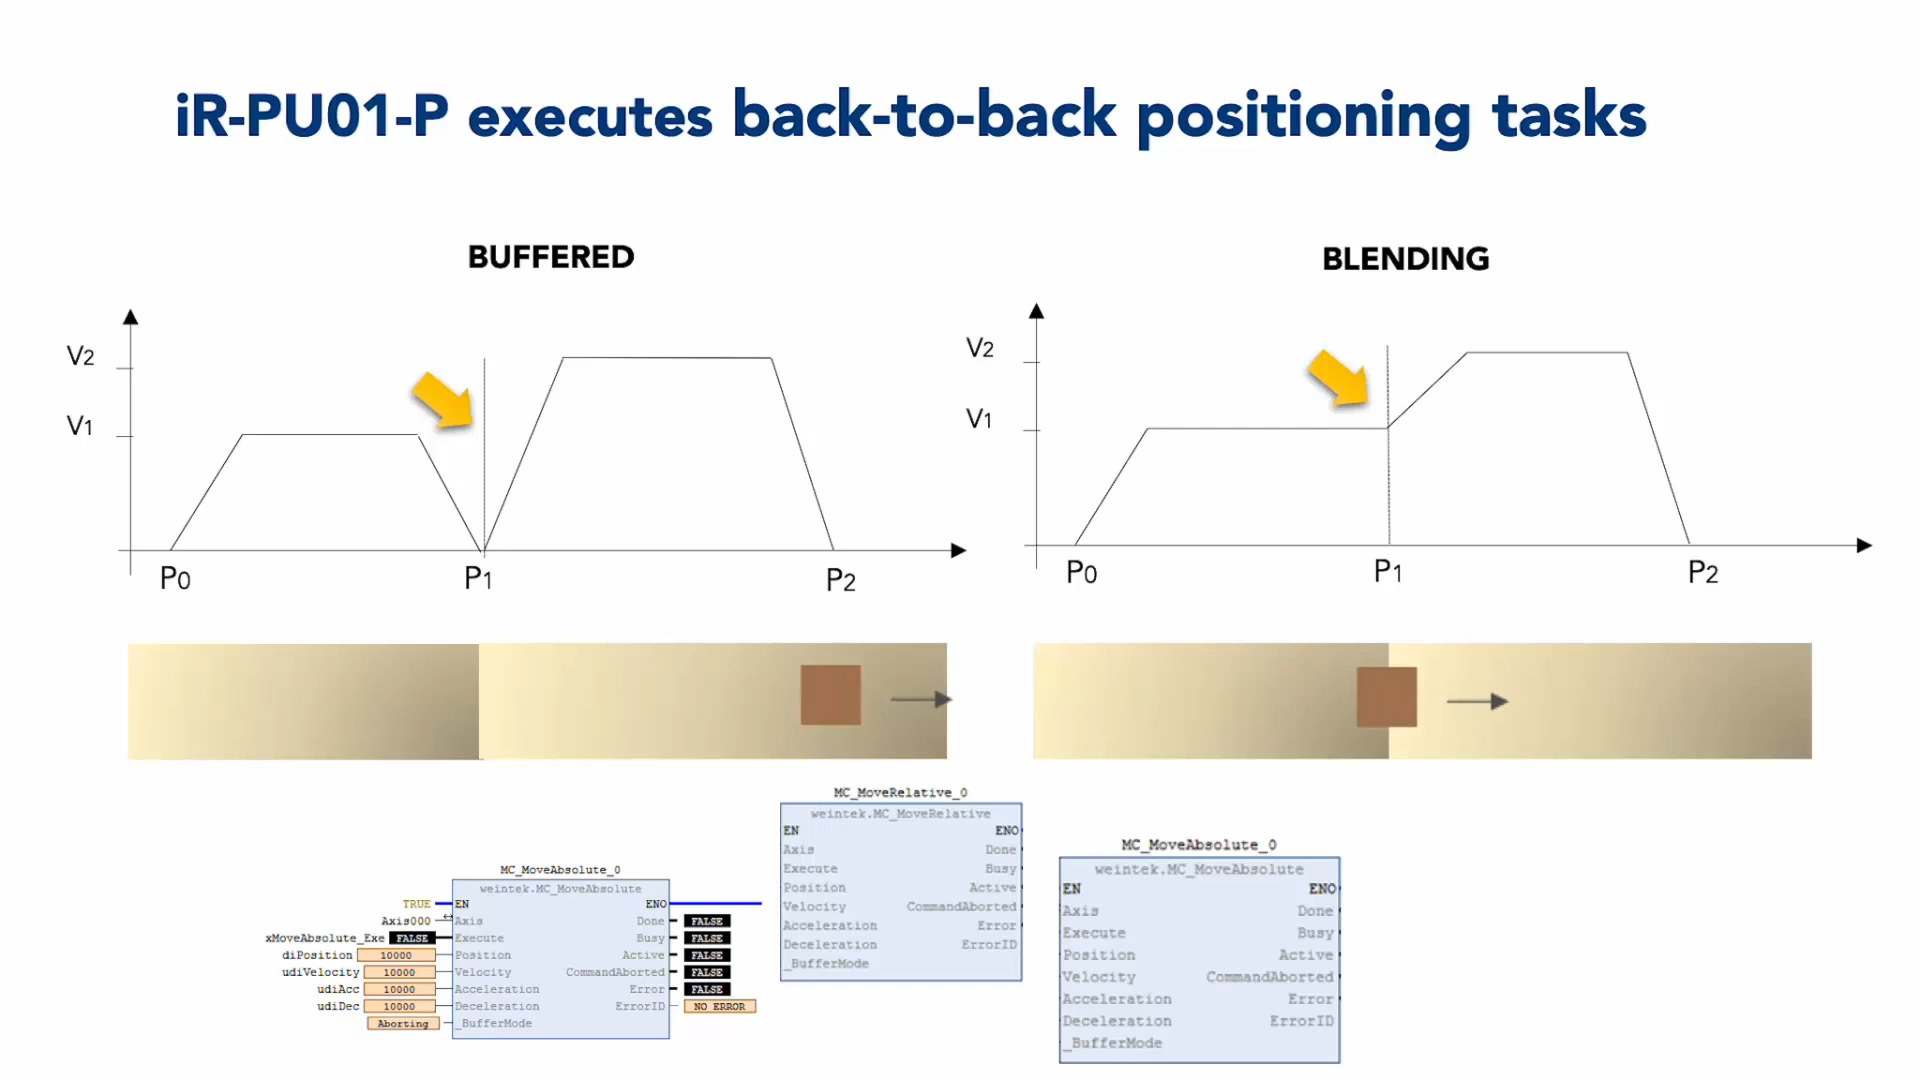 iR-PU01-P executes back-to-back positioning tasks
BUFFERED
V2
V1
P0
P1
P2
BLENDING
V2
V1
P0
P1
P2
MC_MoveAbsolute_0
weintek.MC_MoveAbsolute
TRUE EN ENO
Axis000 Axis Done FALSE
xMoveAbsolute_Exe FALSE Execute Busy FALSE
diPosition 10000 Position Active FALSE
udiVelocity 10000 Velocity CommandAborted FALSE
udiAcc 10000 Acceleration Error FALSE
udiDec 10000 Deceleration ErrorID NO ERROR
Aborting _BufferMode
MC_MoveRelative_0
weintek.MC_MoveRelative
EN ENO
Axis Done
Execute Busy
Position Active
Velocity CommandAborted
Acceleration Error
Deceleration ErrorID
_BufferMode
MC_MoveAbsolute_0
weintek.MC_MoveAbsolute
EN ENO
Axis Done
Execute Busy
Position Active
Velocity CommandAborted
Acceleration Error
Deceleration ErrorID
_BufferMode